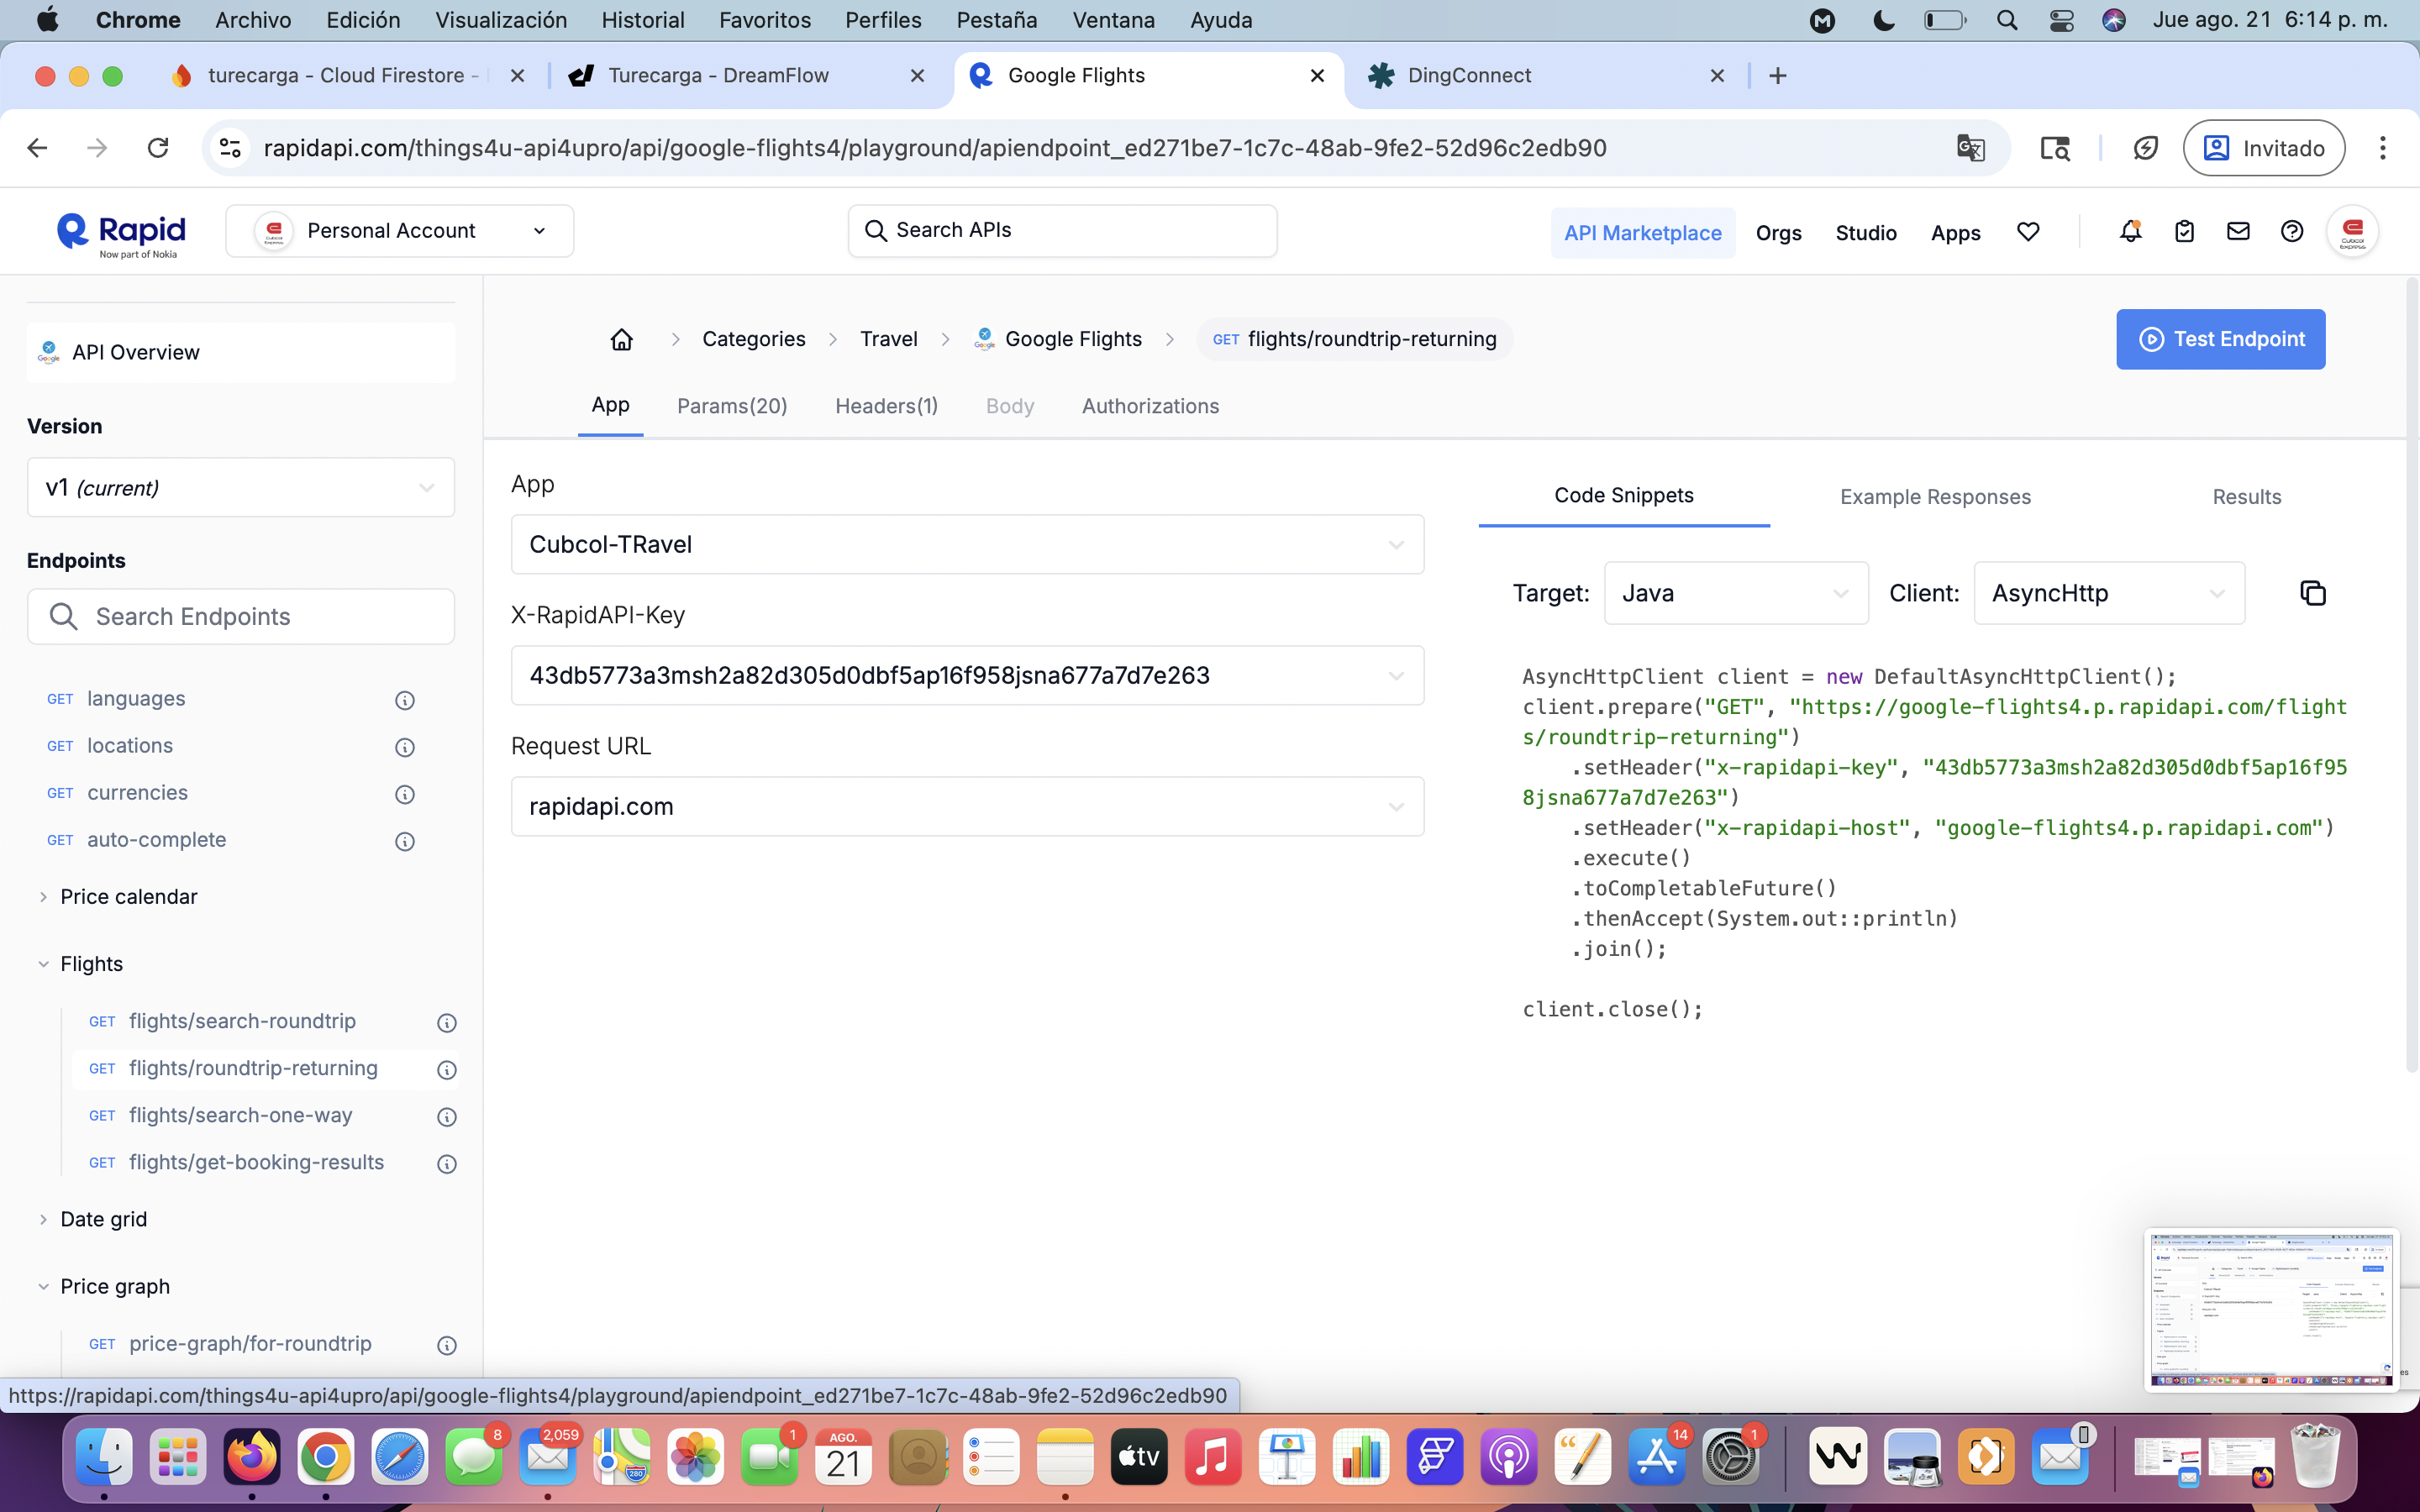 Chrome Archivo Edición Visualización Historial Favoritos Perfiles Pestaña Ventana Ayuda Jue ago. 21 6:14 p. m.
turecarga - Cloud Firestore -
Turecarga - DreamFlow
Google Flights
DingConnect
rapidapi.com/things4u-api4upro/api/google-flights4/playground/apiendpoint_ed271be7-1c7c-48ab-9fe2-52d96c2edb90
Invitado
Rapid
Now part of Nokia
Personal Account
Search APIs
API Marketplace
Orgs
Studio
Apps
Cubcol
Express
API Overview
Version
v1 (current)
Endpoints
Search Endpoints
GET languages
GET locations
GET currencies
GET auto-complete
Price calendar
Flights
GET flights/search-roundtrip
GET flights/roundtrip-returning
GET flights/search-one-way
GET flights/get-booking-results
Date grid
Price graph
GET price-graph/for-roundtrip
Categories
Travel
Google Flights
GET flights/roundtrip-returning
Test Endpoint
App
Params(20)
Headers(1)
Body
Authorizations
App
Cubcol-TRavel
X-RapidAPI-Key
43db5773a3msh2a82d305d0dbf5ap16f958jsna677a7d7e263
Request URL
rapidapi.com
Code Snippets
Example Responses
Results
Target: Java
Client: AsyncHttp
AsyncHttpClient client = new DefaultAsyncHttpClient();
client.prepare("GET", "https://google-flights4.p.rapidapi.com/flight
s/roundtrip-returning")
.setHeader("x-rapidapi-key", "43db5773a3msh2a82d305d0dbf5ap16f95
8jsna677a7d7e263")
.setHeader("x-rapidapi-host", "google-flights4.p.rapidapi.com")
.execute()
.toCompletableFuture()
.thenAccept(System.out::println)
.join();
client.close();
https://rapidapi.com/things4u-api4upro/api/google-flights4/playground/apiendpoint_ed271be7-1c7c-48ab-9fe2-52d96c2edb90
8
2,059
280
1
AGO.
21
tv
14
1